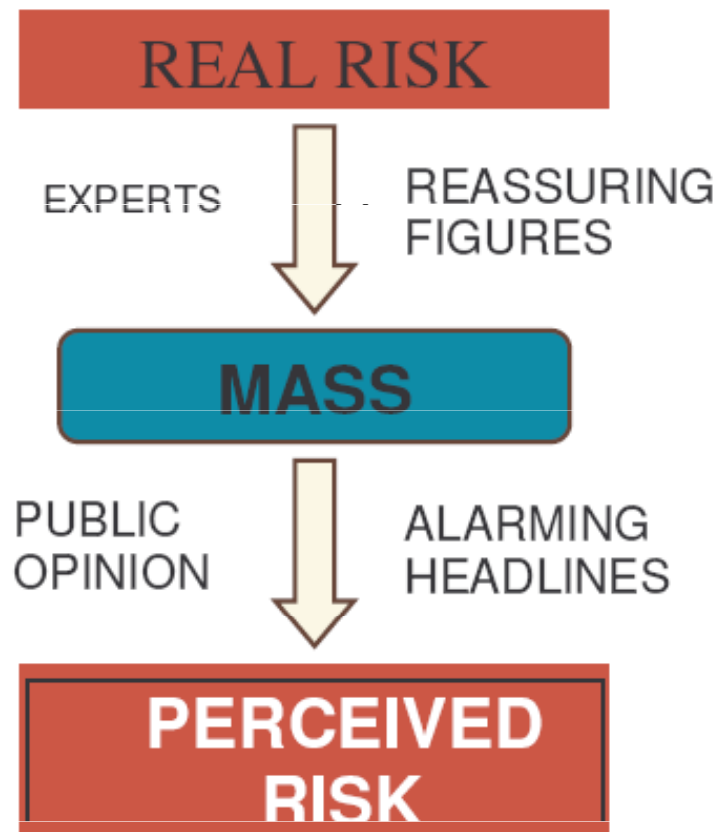 REAL RISK
EXPERTS
REASSURING
FIGURES
MASS
PUBLIC
OPINION
ALARMING
HEADLINES
PERCEIVED
RISK